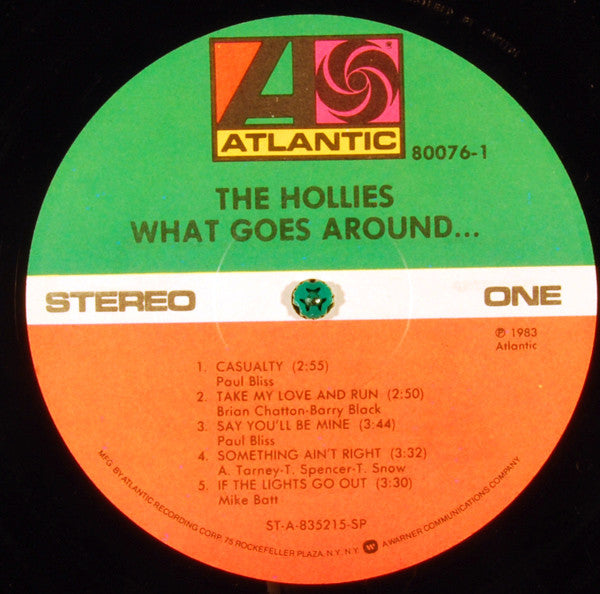 ATLANTIC
®
80076-1
THE HOLLIES
WHAT GOES AROUND...
STEREO
ONE
℗ 1983
Atlantic
1. CASUALTY (2:55)
Paul Bliss
2. TAKE MY LOVE AND RUN (2:50)
Brian Chatton-Barry Black
3. SAY YOU'LL BE MINE (3:44)
Paul Bliss
4. SOMETHING AIN'T RIGHT (3:32)
A. Tarney-T. Spencer-T. Snow
5. IF THE LIGHTS GO OUT (3:30)
Mike Batt
ST-A-835215-SP
MFG. BY ATLANTIC RECORDING CORP. 75 ROCKEFELLER PLAZA, N.Y. N.Y. A WARNER COMMUNICATIONS COMPANY